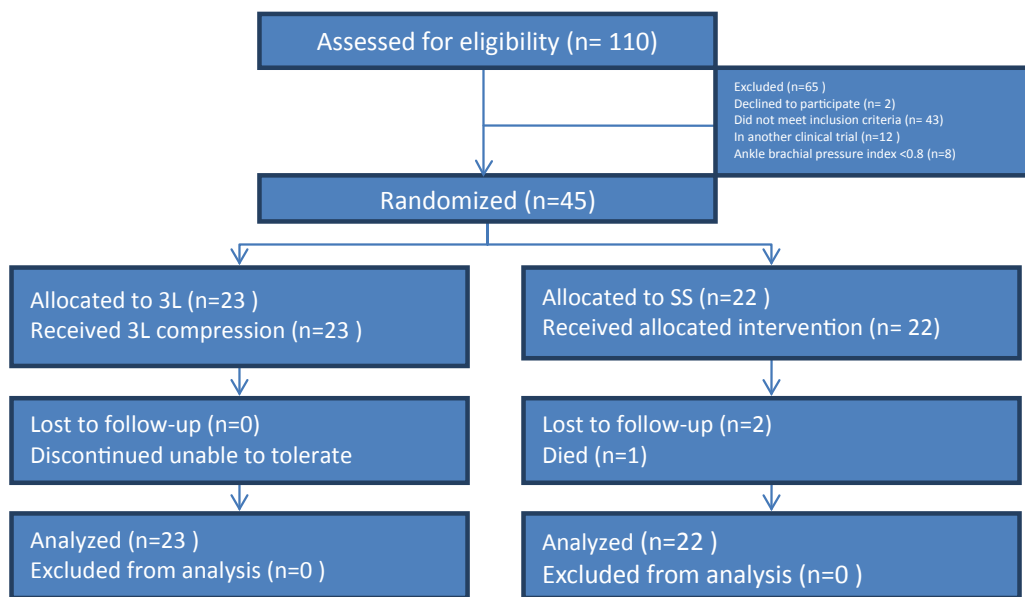 Assessed for eligibility (n= 110)
Excluded (n=65 )
Declined to participate (n= 2)
Did not meet inclusion criteria (n= 43)
In another clinical trial (n=12 )
Ankle brachial pressure index <0.8 (n=8)
Randomized (n=45)
Allocated to 3L (n=23 )
Received 3L compression (n=23 )
Allocated to SS (n=22 )
Received allocated intervention (n= 22)
Lost to follow-up (n=0)
Discontinued unable to tolerate
Lost to follow-up (n=2)
Died (n=1)
Analyzed (n=23 )
Excluded from analysis (n=0 )
Analyzed (n=22 )
Excluded from analysis (n=0 )